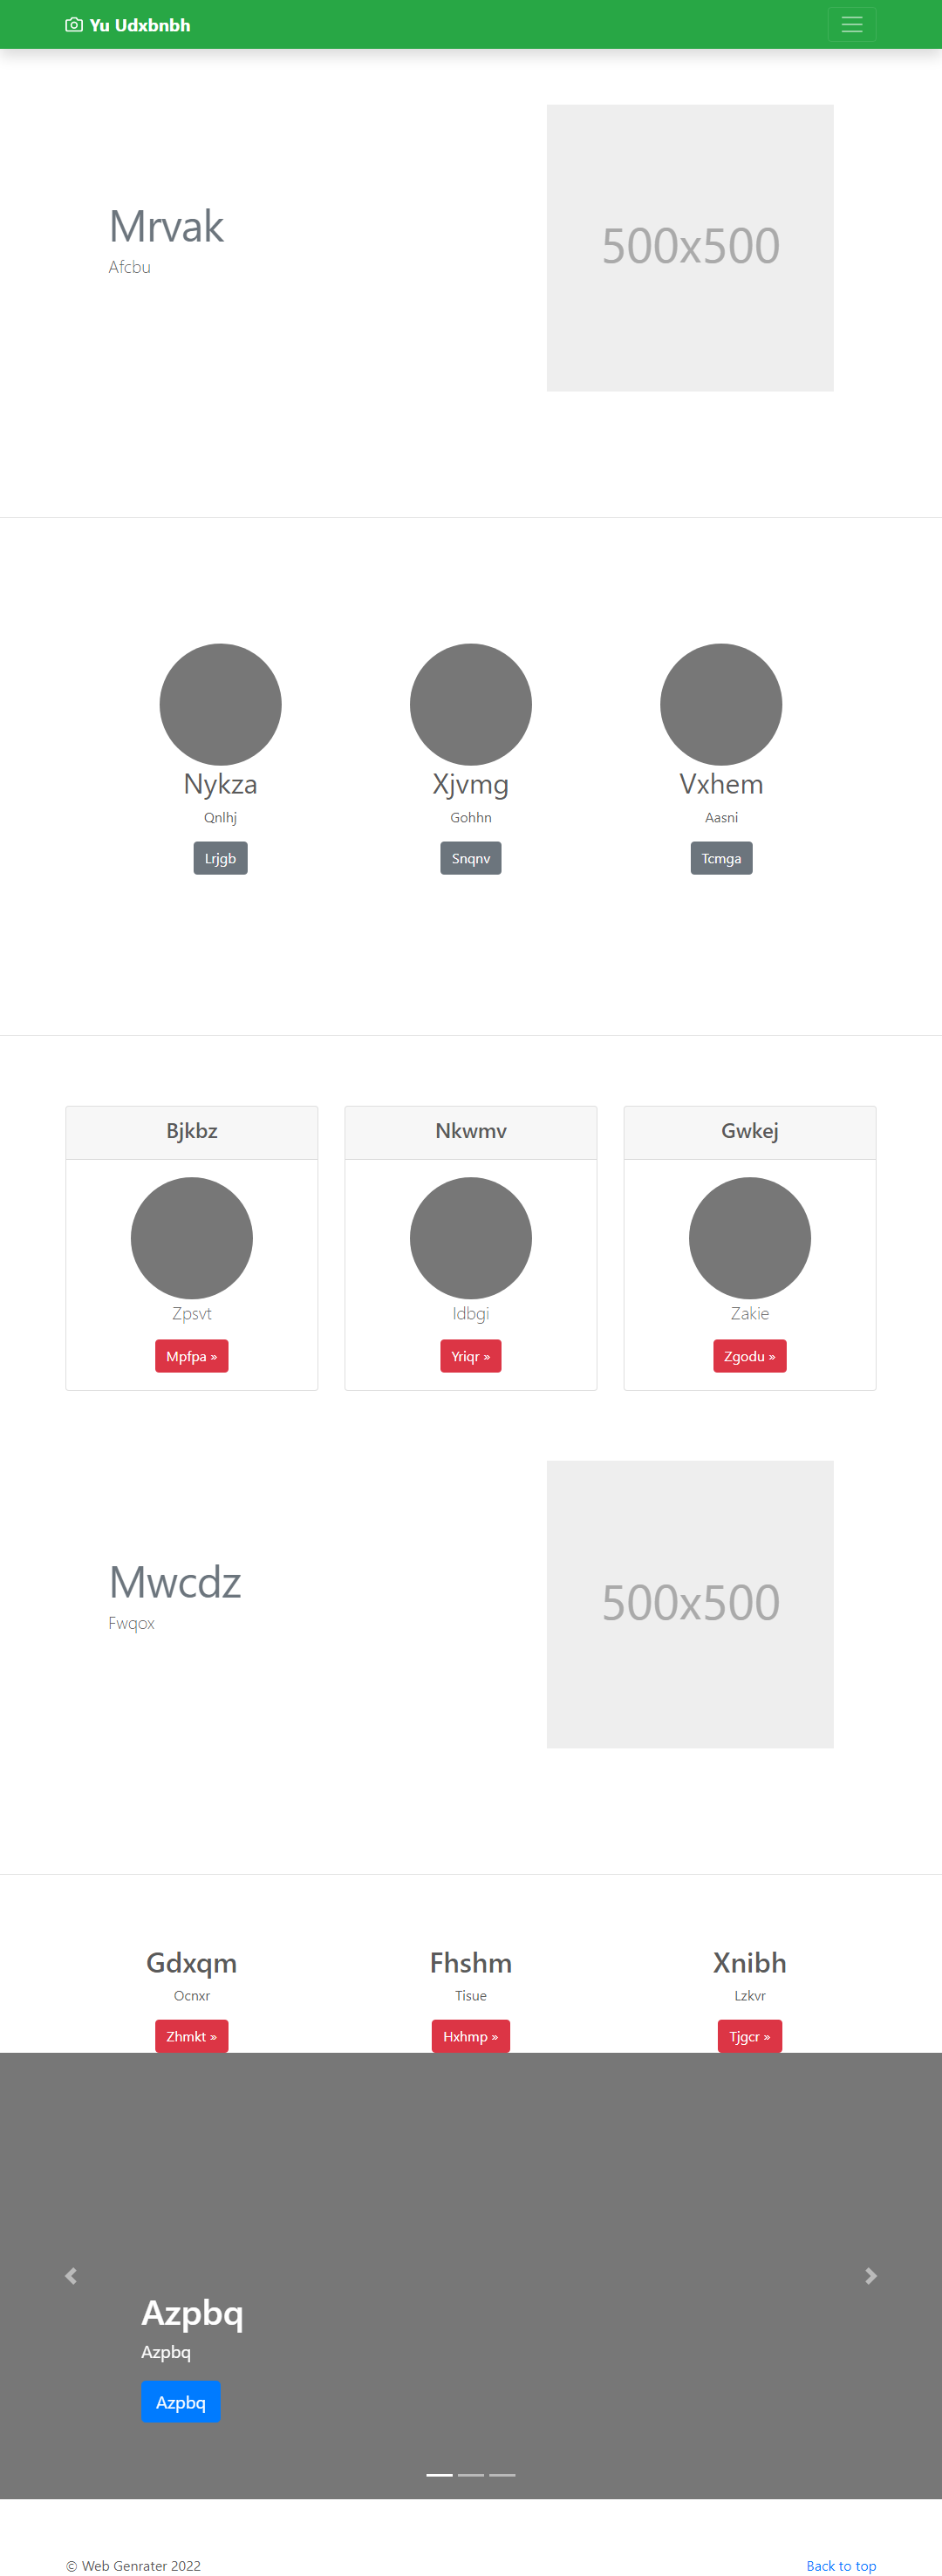 Yu Udxbnbh
Mrvak
Afcbu
500x500
Nykza
Xjvmg
Vxhem
Qnlhj
Gohhn
Aasni
Lrjgb
Snqnv
Tcmga
Bjkbz
Nkwmv
Gwkej
Zpsvt
Idbgi
Zakie
Mpfpa »
Yriqr »
Zgodu »
Mwcdz
Fwqox
500x500
Gdxqm
Fhshm
Xnibh
Ocnxr
Tisue
Lzkvr
Zhmkt »
Hxhmp »
Tjgcr »
Azpbq
Azpbq
Azpbq
© Web Genrater 2022
Back to top